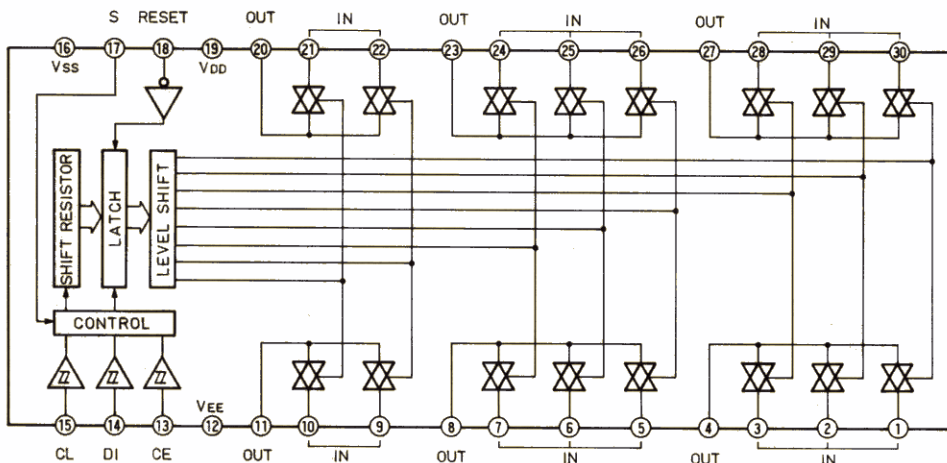 S RESET OUT IN OUT IN OUT IN
16 17 18 19 20 21 22 23 24 25 26 27 28 29 30
VSS VDD
SHIFT RESISTOR
LATCH
LEVEL SHIFT
CONTROL
VEE
15 14 13 12 11 10 9 8 7 6 5 4 3 2 1
CL DI CE OUT IN OUT IN OUT IN